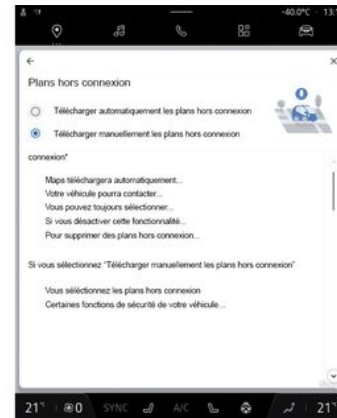 -40.0°C 13:1
Plans hors connexion
Télécharger automatiquement les plans hors connexion
Télécharger manuellement les plans hors connexion
connexion"
Maps téléchargera automatiquement...
Votre véhicule pourra contacter...
Vous pouvez toujours sélectionner...
Si vous désactiver cette fonctionnalité...
Pour supprimer des plans hors connexion...
Si vous sélectionnez "Télécharger manuellement les plans hors connexion"
Vous sélectionnez les plans hors connexion
Certaines fonctions de sécurité de votre véhicule...
21° 0 SYNC A/C 21°